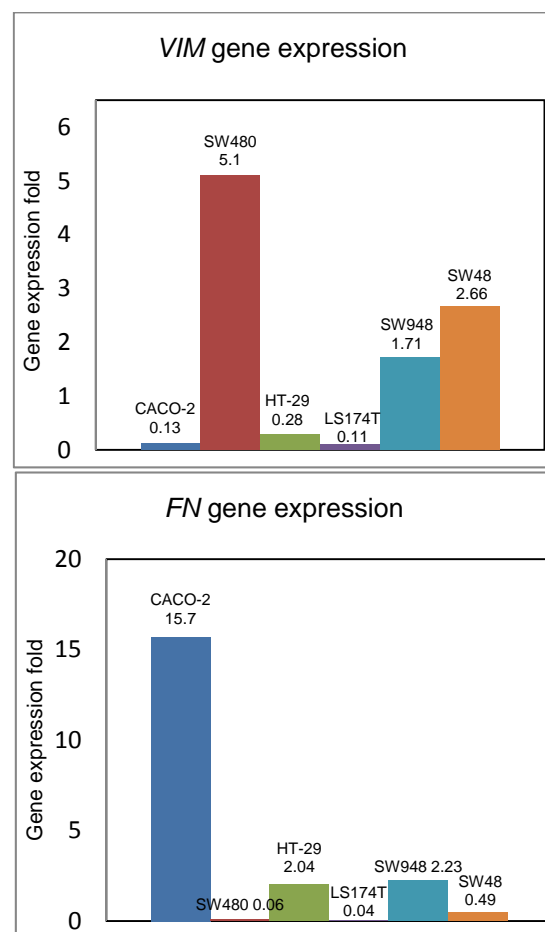 VIM gene expression
Gene expression fold
6
5
4
3
2
1
0
CACO-2
0.13
SW480
5.1
HT-29
0.28
LS174T
0.11
SW948
1.71
SW48
2.66
FN gene expression
Gene expression fold
20
15
10
5
0
CACO-2
15.7
SW480 0.06
HT-29
2.04
LS174T
0.04
SW948 2.23
SW48
0.49